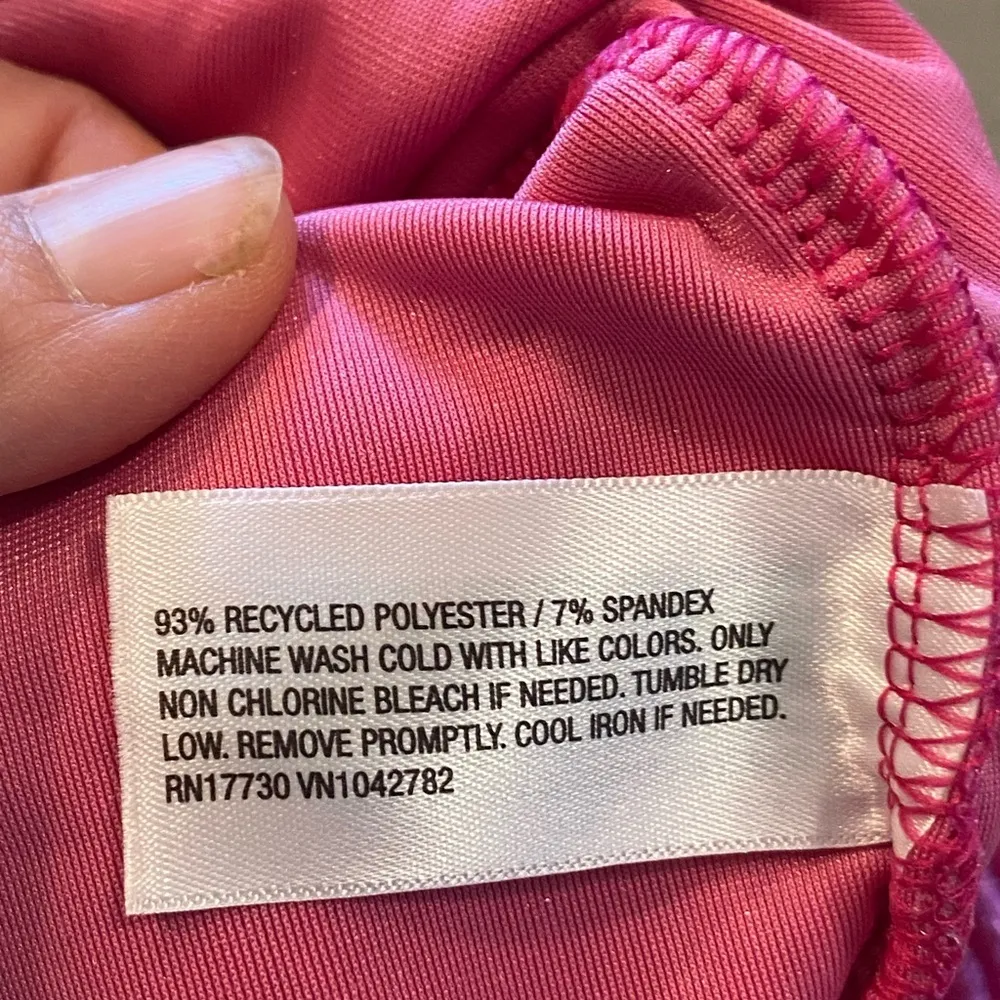 93% RECYCLED POLYESTER / 7% SPANDEX
MACHINE WASH COLD WITH LIKE COLORS. ONLY
NON CHLORINE BLEACH IF NEEDED. TUMBLE DRY
LOW. REMOVE PROMPTLY. COOL IRON IF NEEDED.
RN17730 VN1042782